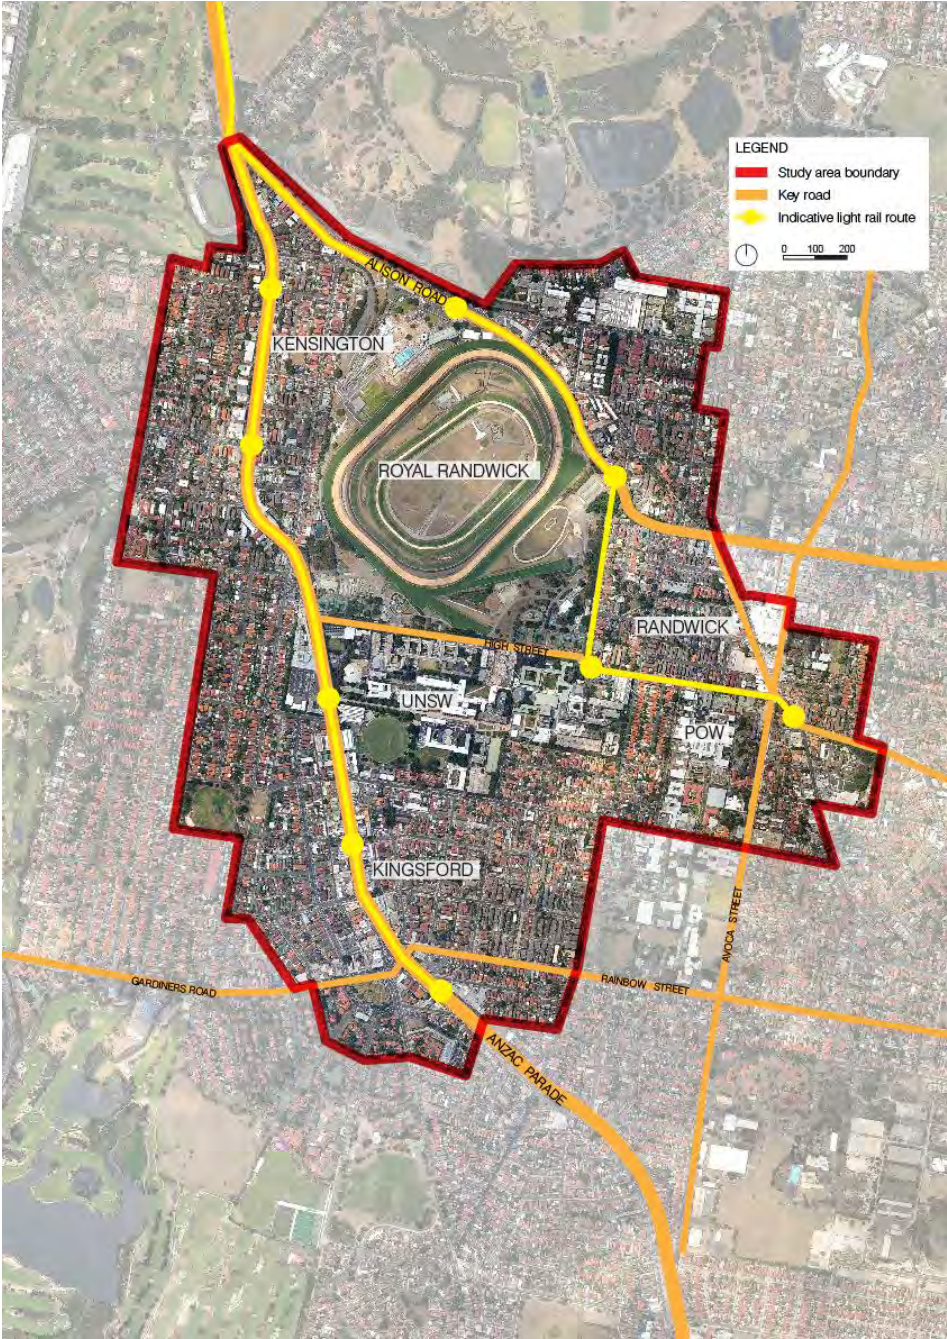 LEGEND
Study area boundary
Key road
Indicative light rail route
0 100 200
ALISON ROAD
KENSINGTON
ROYAL RANDWICK
RANDWICK
HIGH STREET
UNSW
POW
KINGSFORD
AVOCA STREET
GARDINERS ROAD
RAINBOW STREET
ANZAC PARADE